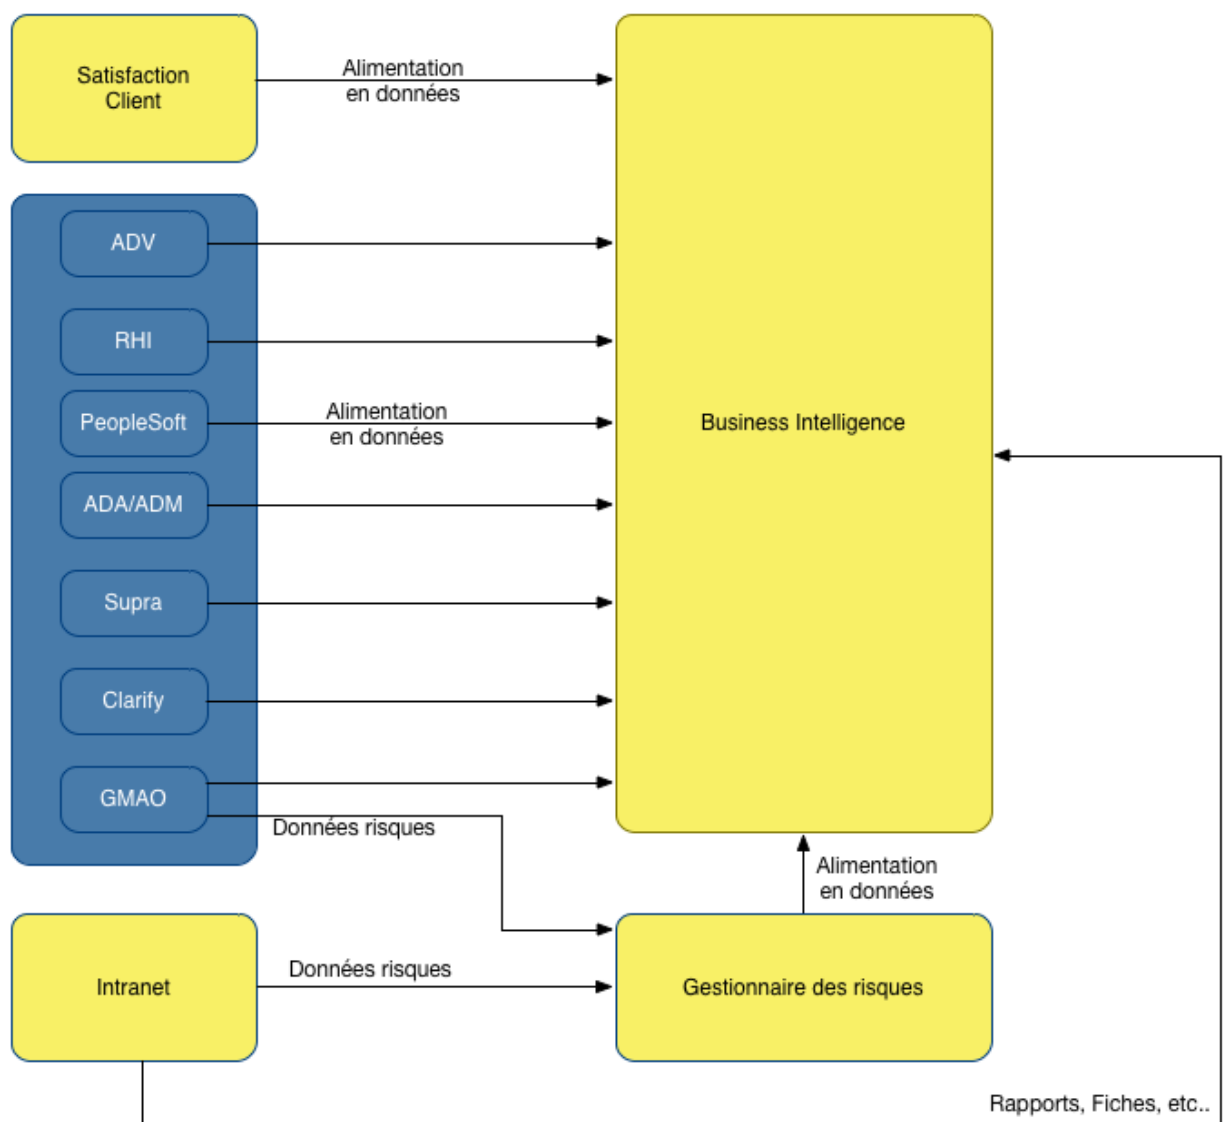 Satisfaction
Client
Alimentation
en données
ADV
RHI
PeopleSoft
Alimentation
en données
Business Intelligence
ADA/ADM
Supra
Clarify
GMAO
Données risques
Alimentation
en données
Intranet
Données risques
Gestionnaire des risques
Rapports, Fiches, etc..